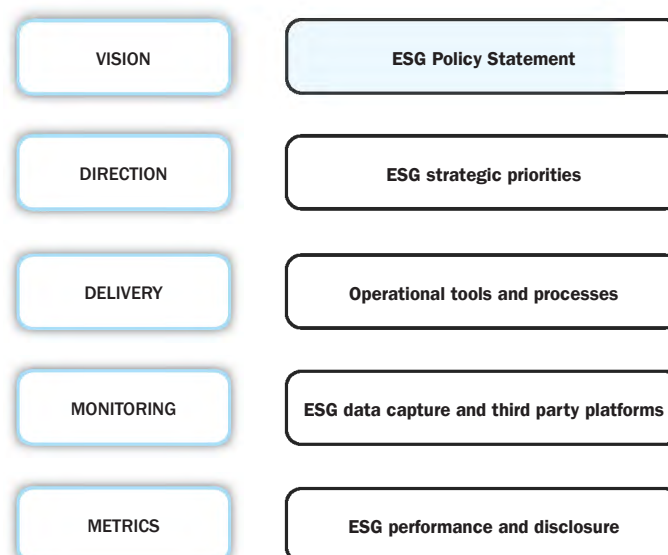 VISION
ESG Policy Statement
DIRECTION
ESG strategic priorities
DELIVERY
Operational tools and processes
MONITORING
ESG data capture and third party platforms
METRICS
ESG performance and disclosure